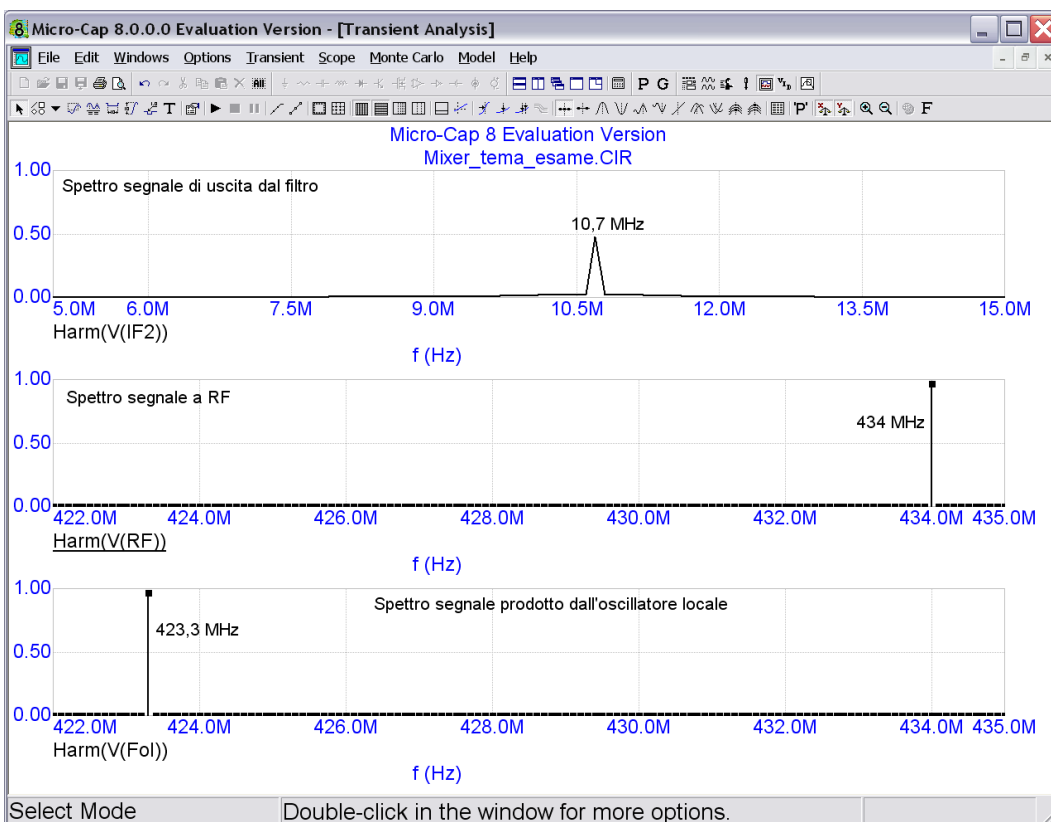 Micro-Cap 8.0.0.0 Evaluation Version - [Transient Analysis]
File Edit Windows Options Transient Scope Monte Carlo Model Help
P G
T 'P' F
Micro-Cap 8 Evaluation Version
Mixer_tema_esame.CIR
1.00
Spettro segnale di uscita dal filtro
10,7 MHz
0.50
0.00
5.0M 6.0M 7.5M 9.0M 10.5M 12.0M 13.5M 15.0M
Harm(V(IF2))
f (Hz)
1.00
Spettro segnale a RF
434 MHz
0.50
0.00
422.0M 424.0M 426.0M 428.0M 430.0M 432.0M 434.0M 435.0M
Harm(V(RF))
f (Hz)
1.00
Spettro segnale prodotto dall'oscillatore locale
423,3 MHz
0.50
0.00
422.0M 424.0M 426.0M 428.0M 430.0M 432.0M 434.0M 435.0M
Harm(V(Fol))
f (Hz)
Select Mode Double-click in the window for more options.